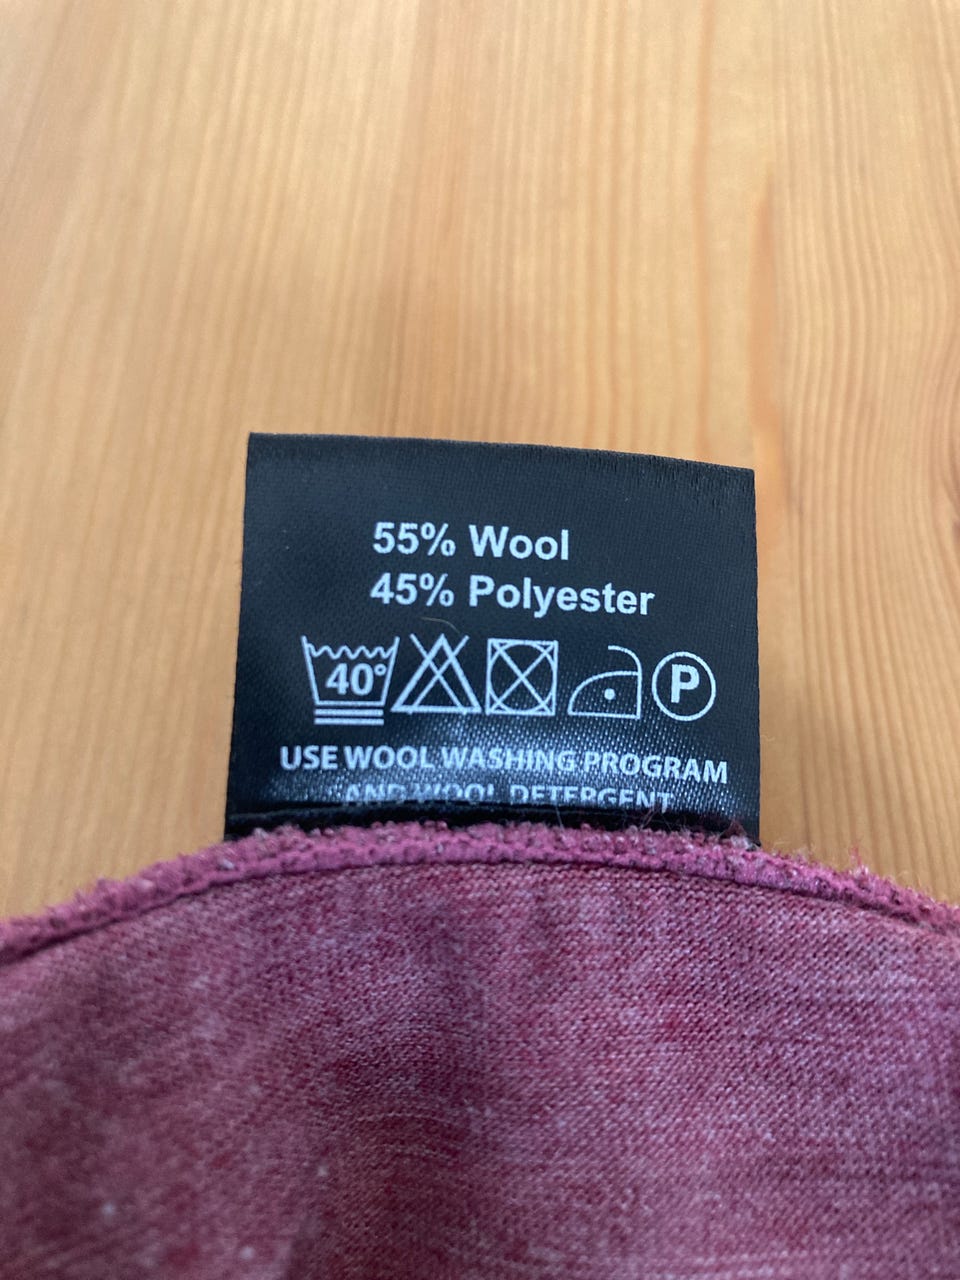 55% Wool
45% Polyester
40°
P
USE WOOL WASHING PROGRAM
AND WOOL DETERGENT